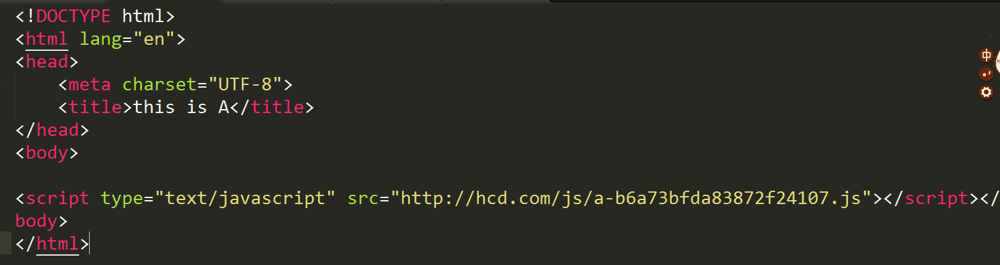 <!DOCTYPE html>
<html lang="en">
<head>
    <meta charset="UTF-8">
    <title>this is A</title>
</head>
<body>

<script type="text/javascript" src="http://hcd.com/js/a-b6a73bfda83872f24107.js"></script></
body>
</html>
中